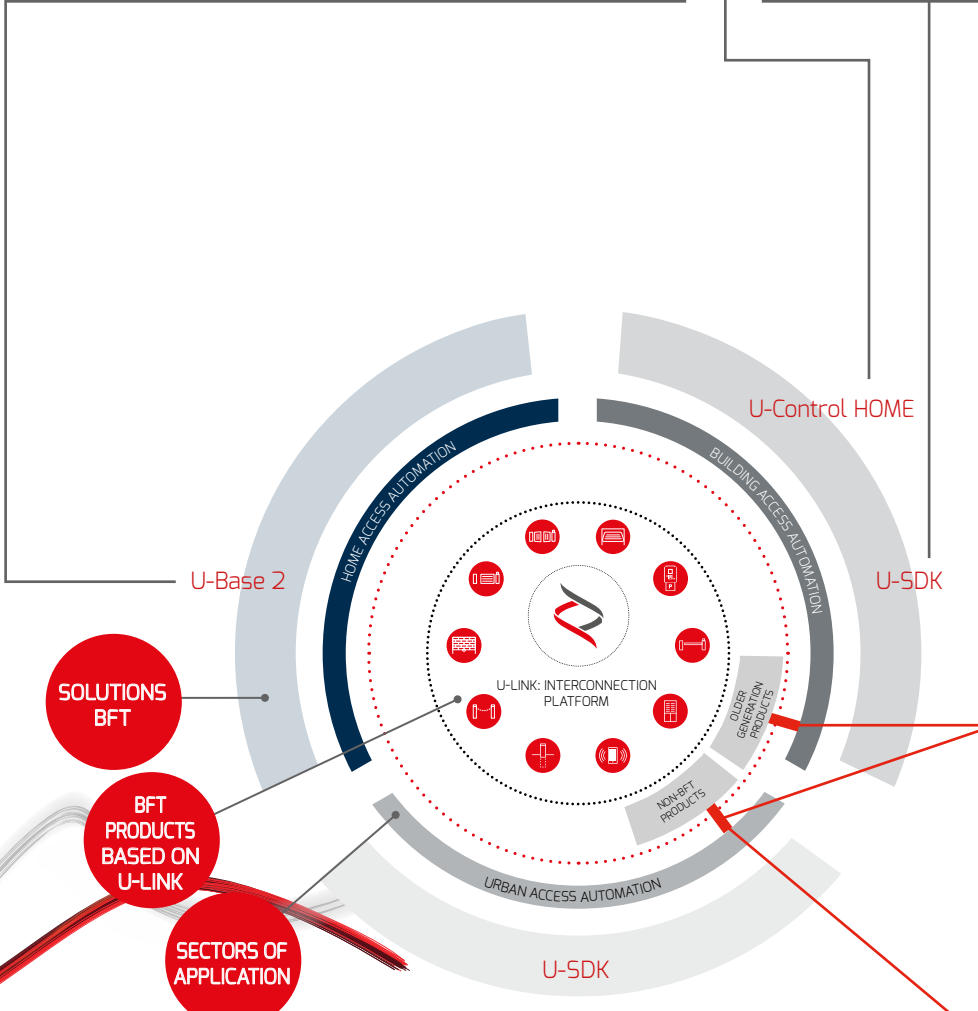 U-Control HOME
HOME ACCESS AUTOMATION
BUILDING ACCESS AUTOMATION
U-Base 2
U-SDK
P
SOLUTIONS
BFT
U-LINK: INTERCONNECTION
PLATFORM
OLDER
GENERATION
PRODUCTS
NON-BFT
PRODUCTS
BFT
PRODUCTS
BASED ON
U-LINK
URBAN ACCESS AUTOMATION
SECTORS OF
APPLICATION
U-SDK